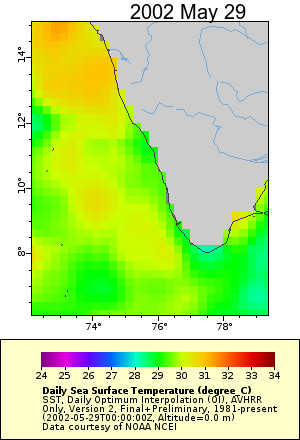 2002 May 29
14°
12°
10°
8°
74° 76° 78°
24 25 26 27 28 29 30 31 32 33 34
Daily Sea Surface Temperature (degree_C)
SST, Daily Optimum Interpolation (OI), AVHRR
Only, Version 2, Final+Preliminary, 1981-present
(2002-05-29T00:00:00Z, Altitude=0.0 m)
Data courtesy of NOAA NCEI